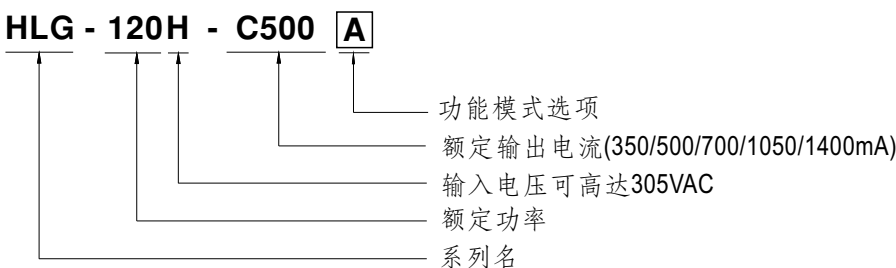 HLG - 120H - C500 A
功能模式选项
额定输出电流(350/500/700/1050/1400mA)
输入电压可高达305VAC
额定功率
系列名